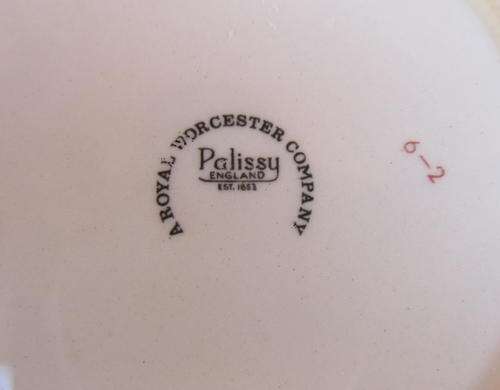 A ROYAL WORCESTER COMPANY
Palissy
ENGLAND
EST. 1853
6-2